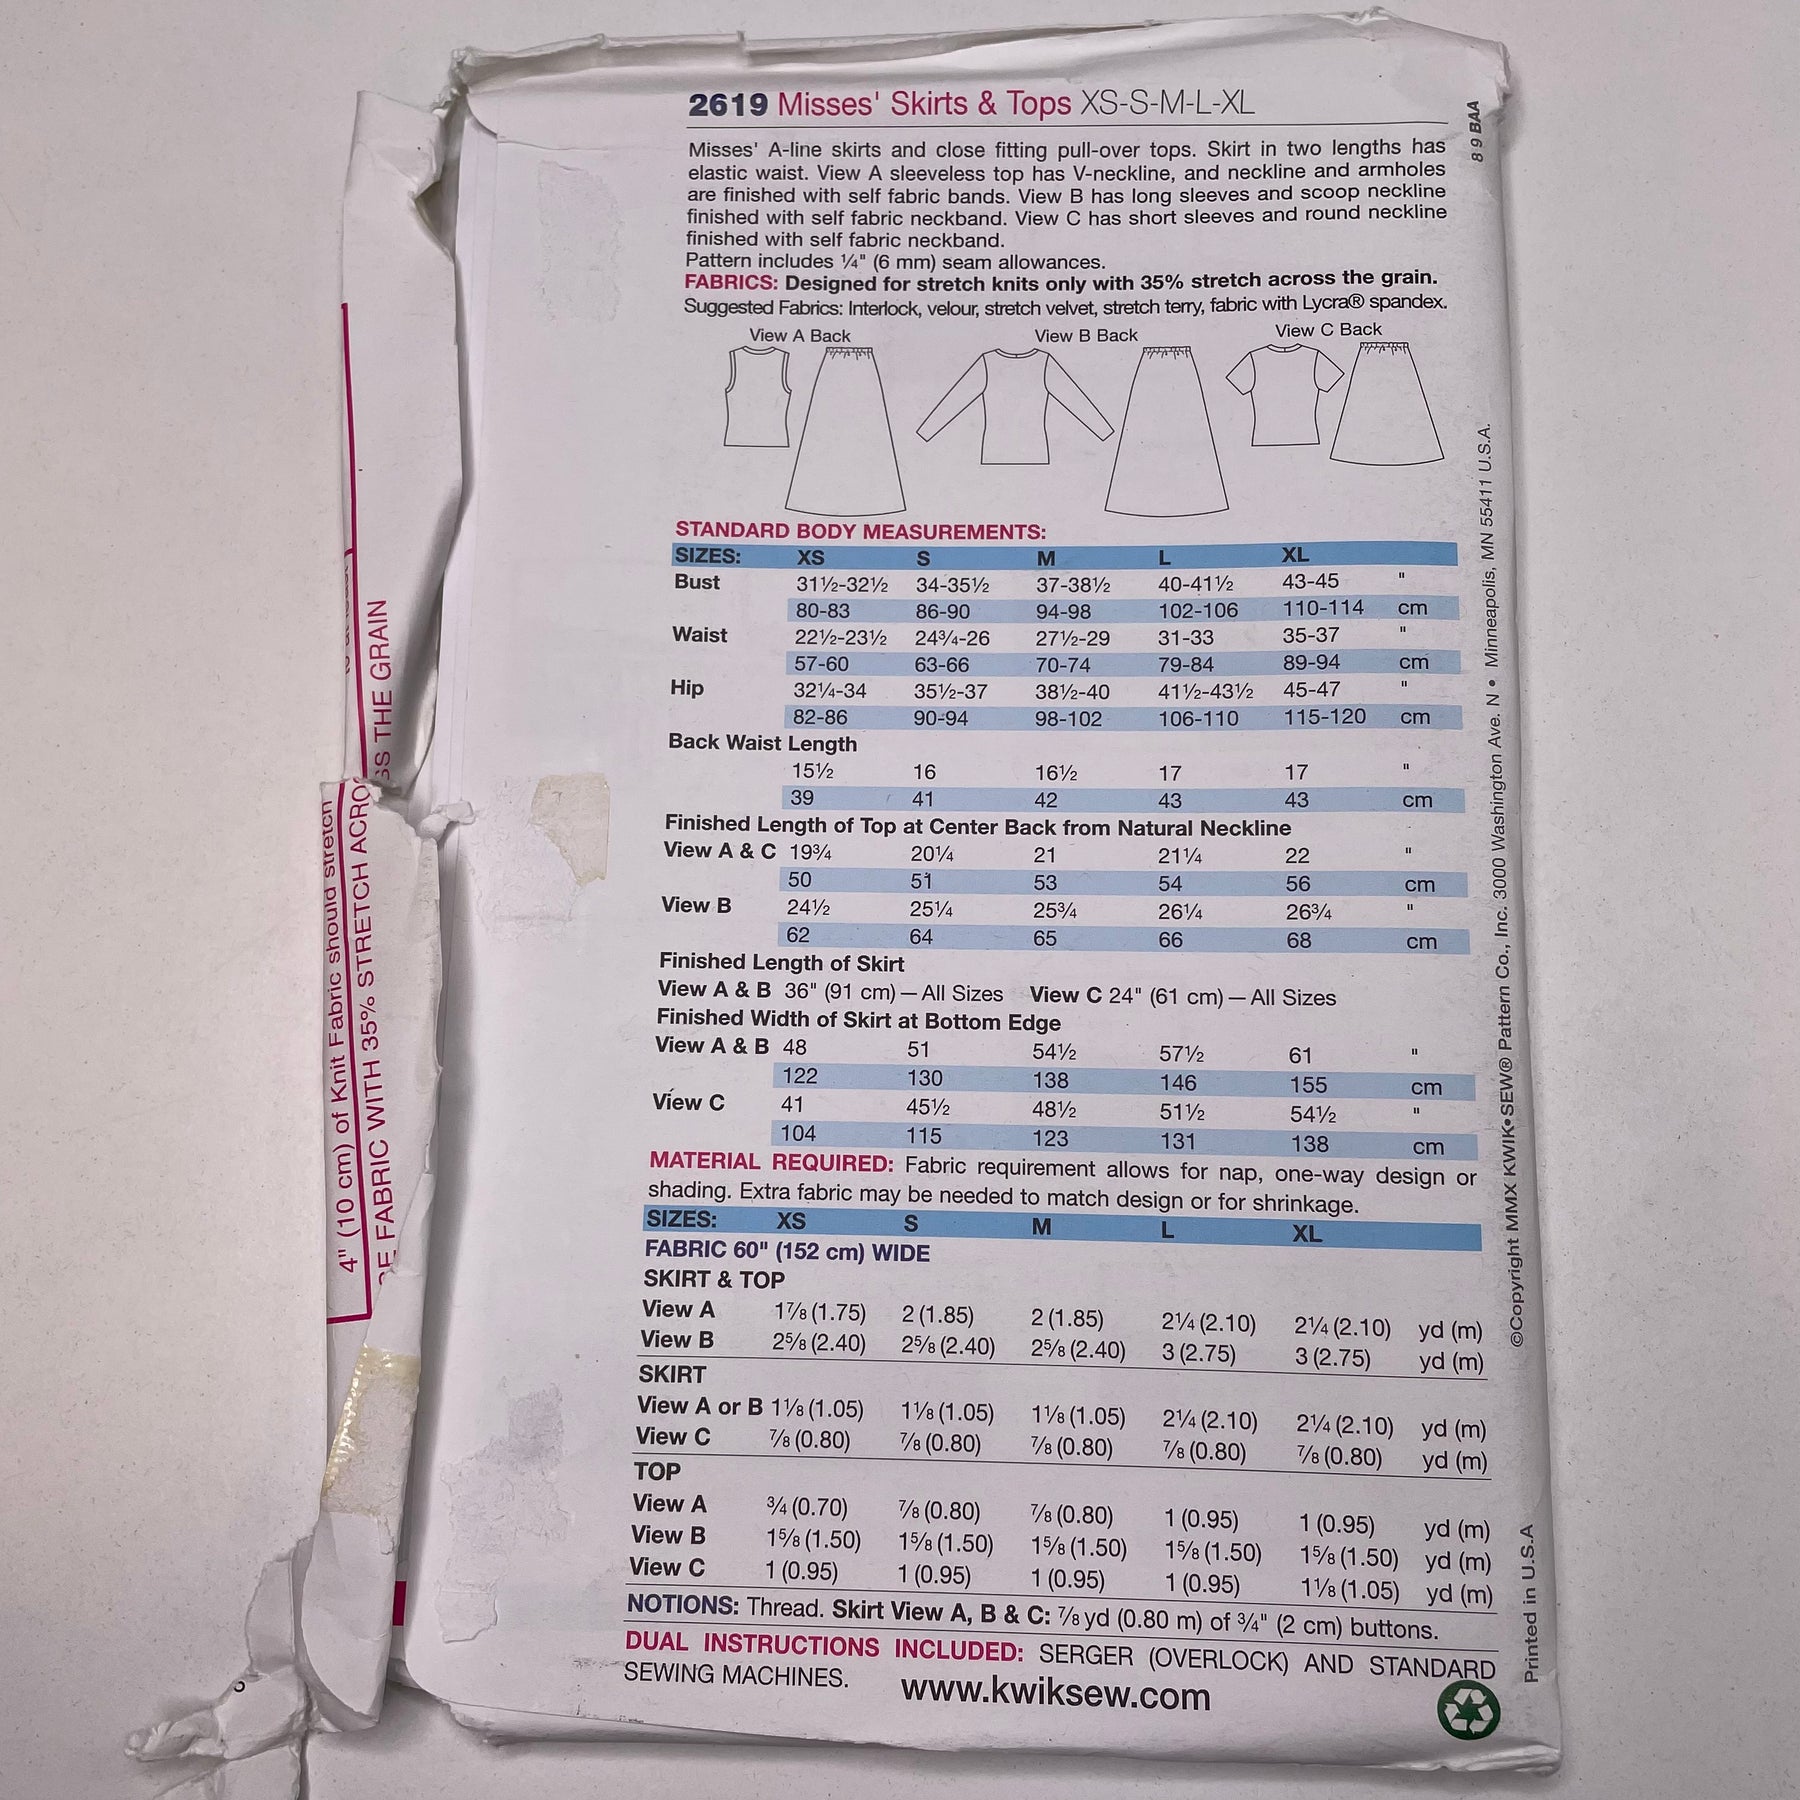 2619 Misses' Skirts & Tops XS-S-M-L-XL
Misses' A-line skirts and close fitting pull-over tops. Skirt in two lengths has
elastic waist. View A sleeveless top has V-neckline, and neckline and armholes
are finished with self fabric bands. View B has long sleeves and scoop neckline
finished with self fabric neckband. View C has short sleeves and round neckline
finished with self fabric neckband.
Pattern includes ¼" (6 mm) seam allowances.
FABRICS: Designed for stretch knits only with 35% stretch across the grain.
Suggested Fabrics: Interlock, velour, stretch velvet, stretch terry, fabric with Lycra® spandex.
View A Back View B Back View C Back
STANDARD BODY MEASUREMENTS:
SIZES: XS S M L XL
Bust 31½-32½ 34-35½ 37-38½ 40-41½ 43-45 "
80-83 86-90 94-98 102-106 110-114 cm
Waist 22½-23½ 24¾-26 27½-29 31-33 35-37 "
57-60 63-66 70-74 79-84 89-94 cm
Hip 32¼-34 35½-37 38½-40 41½-43½ 45-47 "
82-86 90-94 98-102 106-110 115-120 cm
Back Waist Length
15½ 16 16½ 17 17 "
39 41 42 43 43 cm
Finished Length of Top at Center Back from Natural Neckline
View A & C 19¾ 20¼ 21 21¼ 22 "
50 51 53 54 56 cm
View B 24½ 25¼ 25¾ 26¼ 26¾ "
62 64 65 66 68 cm
Finished Length of Skirt
View A & B 36" (91 cm) — All Sizes View C 24" (61 cm) — All Sizes
Finished Width of Skirt at Bottom Edge
View A & B 48 51 54½ 57½ 61 "
122 130 138 146 155 cm
View C 41 45½ 48½ 51½ 54½ "
104 115 123 131 138 cm
MATERIAL REQUIRED: Fabric requirement allows for nap, one-way design or
shading. Extra fabric may be needed to match design or for shrinkage.
SIZES: XS S M L XL
FABRIC 60" (152 cm) WIDE
SKIRT & TOP
View A 1⅞ (1.75) 2 (1.85) 2 (1.85) 2¼ (2.10) 2¼ (2.10) yd (m)
View B 2⅝ (2.40) 2⅝ (2.40) 2⅝ (2.40) 3 (2.75) 3 (2.75) yd (m)
SKIRT
View A or B 1⅛ (1.05) 1⅛ (1.05) 1⅛ (1.05) 2¼ (2.10) 2¼ (2.10) yd (m)
View C ⅞ (0.80) ⅞ (0.80) ⅞ (0.80) ⅞ (0.80) ⅞ (0.80) yd (m)
TOP
View A ¾ (0.70) ⅞ (0.80) ⅞ (0.80) 1 (0.95) 1 (0.95) yd (m)
View B 1⅝ (1.50) 1⅝ (1.50) 1⅝ (1.50) 1⅝ (1.50) 1⅝ (1.50) yd (m)
View C 1 (0.95) 1 (0.95) 1 (0.95) 1 (0.95) 1⅛ (1.05) yd (m)
NOTIONS: Thread. Skirt View A, B & C: ⅞ yd (0.80 m) of ¾" (2 cm) buttons.
DUAL INSTRUCTIONS INCLUDED: SERGER (OVERLOCK) AND STANDARD
SEWING MACHINES.
www.kwiksew.com
8 9 BAA
©Copyright MMX KWIK•SEW® Pattern Co., Inc. 3000 Washington Ave. N • Minneapolis, MN 55411 U.S.A.
Printed in U.S.A
4" (10 cm) of Knit Fabric should stretch
FABRIC WITH 35% STRETCH ACROSS THE GRAIN